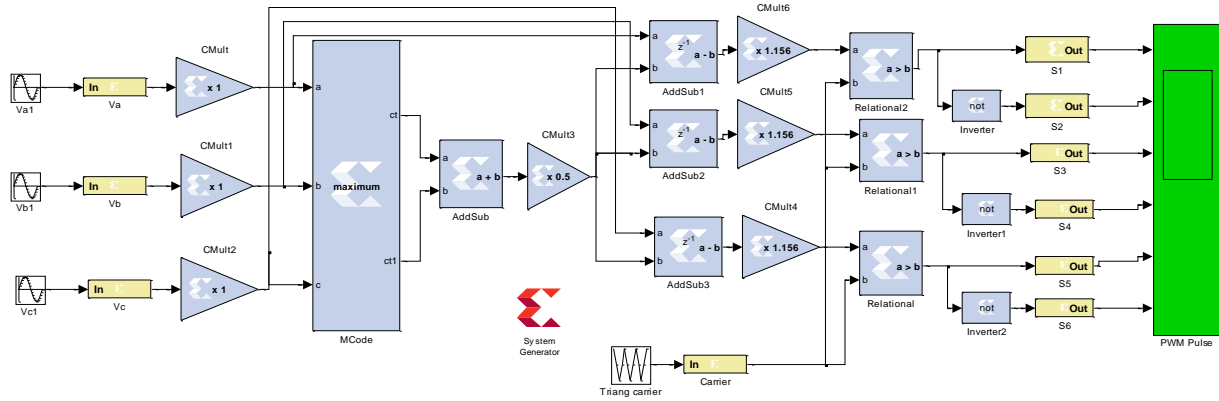 CMult
Va1
In
Va
x 1
CMult1
Vb1
In
Vb
x 1
CMult2
Vc1
In
Vc
x 1
a
b
c
maximum
ct
ct1
MCode
a
b
a + b
AddSub
CMult3
x 0.5
System
Generator
a
b
z⁻¹
a - b
AddSub1
a
b
z⁻¹
a - b
AddSub2
a
b
z⁻¹
a - b
AddSub3
CMult6
x 1.156
CMult5
x 1.156
CMult4
x 1.156
Triang carrier
In
Carrier
a
b
a > b
Relational2
a
b
a > b
Relational1
a
b
a > b
Relational
not
Inverter
not
Inverter1
not
Inverter2
Out
S1
Out
S2
Out
S3
Out
S4
Out
S5
Out
S6
PWM Pulse